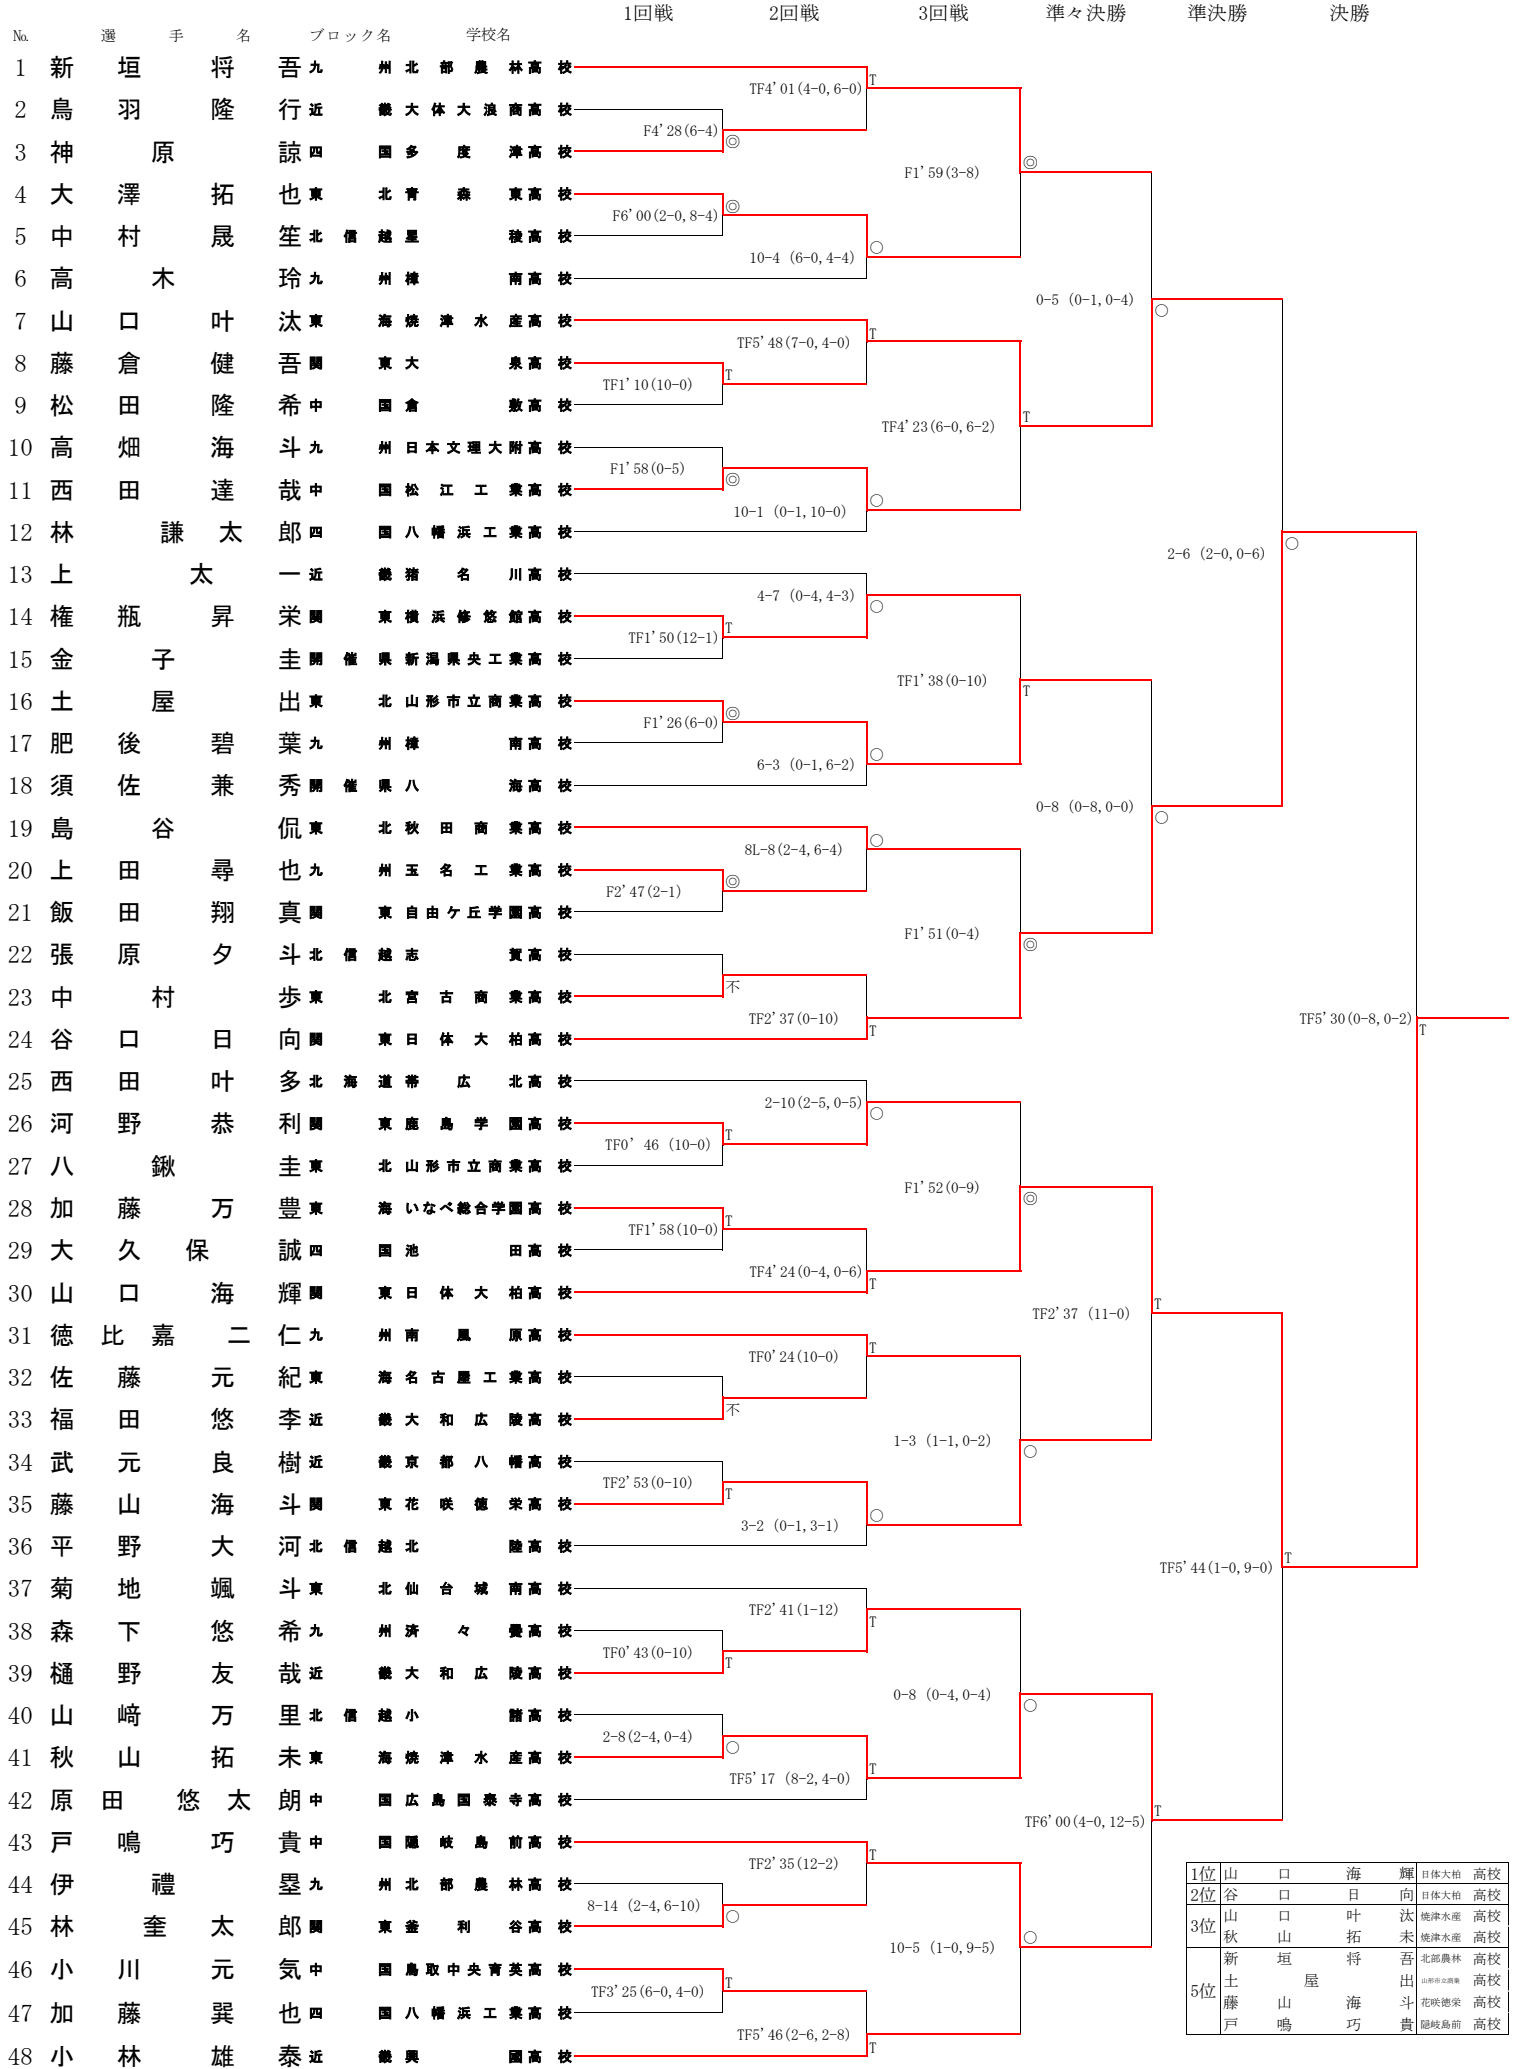 1回戦 2回戦 3回戦 準々決勝 準決勝 決勝
№ 選手名 ブロック名 学校名
1 新垣将吾 九州 北部農林高校
TF4'01(4-0,6-0) T
2 鳥羽隆行 近畿 大体大浪商高校
F4'28(6-4) ◎
3 神原諒 四国 多度津高校
F1'59(3-8) ◎
4 大澤拓也 東北 青森東高校
F6'00(2-0,8-4) ◎
5 中村晟笙 北信越 星稜高校
10-4 (6-0,4-4) ○
6 高木玲 九州 樟南高校
0-5 (0-1,0-4) ○
7 山口叶汰 東海 焼津水産高校
TF5'48(7-0,4-0) T
8 藤倉健吾 関東 大泉高校
TF1'10(10-0) T
9 松田隆希 中国 倉敷高校
TF4'23(6-0,6-2) T
10 高畑海斗 九州 日本文理大附高校
F1'58(0-5) ◎
11 西田達哉 中国 松江工業高校
10-1 (0-1,10-0) ○
12 林謙太郎 四国 八幡浜工業高校
2-6 (2-0,0-6) ○
13 上太一 近畿 猪名川高校
4-7 (0-4,4-3) ○
14 権瓶昇栄 関東 横浜修悠館高校
TF1'50(12-1) T
15 金子圭 開催県 新潟県央工業高校
TF1'38(0-10) T
16 土屋出 東北 山形市立商業高校
F1'26(6-0) ◎
17 肥後碧葉 九州 樟南高校
6-3 (0-1,6-2) ○
18 須佐兼秀 開催県 八海高校
0-8 (0-8,0-0) ○
19 島谷侃 東北 秋田商業高校
8L-8(2-4,6-4) ○
20 上田尋也 九州 玉名工業高校
F2'47(2-1) ◎
21 飯田翔真 関東 自由ケ丘学園高校
F1'51(0-4) ◎
22 張原夕斗 北信越 志賀高校
不
23 中村歩 東北 宮古商業高校
TF2'37(0-10) T
24 谷口日向 関東 日体大柏高校
TF5'30(0-8,0-2) T
25 西田叶多 北海道 帯広北高校
2-10(2-5,0-5) ○
26 河野恭利 関東 鹿島学園高校
TF0' 46 (10-0) T
27 八鍬圭 東北 山形市立商業高校
F1'52(0-9) ◎
28 加藤万豊 東海 いなべ総合学園高校
TF1'58(10-0) T
29 大久保誠 四国 池田高校
TF4'24(0-4,0-6) T
30 山口海輝 関東 日体大柏高校
TF2'37 (11-0) T
31 徳比嘉二仁 九州 南風原高校
TF0'24(10-0) T
32 佐藤元紀 東海 名古屋工業高校
不
33 福田悠李 近畿 大和広陵高校
1-3 (1-1,0-2) ○
34 武元良樹 近畿 京都八幡高校
TF2'53(0-10) T
35 藤山海斗 関東 花咲徳栄高校
3-2 (0-1,3-1) ○
36 平野大河 北信越 北陸高校
TF5'44(1-0,9-0) T
37 菊地颯斗 東北 仙台城南高校
TF2'41(1-12) T
38 森下悠希 九州 済々黌高校
TF0'43(0-10) T
39 樋野友哉 近畿 大和広陵高校
0-8 (0-4,0-4) ○
40 山﨑万里 北信越 小諸高校
2-8(2-4,0-4) ○
41 秋山拓未 東海 焼津水産高校
TF5'17 (8-2,4-0) T
42 原田悠太朗 中国 広島国泰寺高校
TF6'00(4-0,12-5) T
43 戸鳴巧貴 中国 隠岐島前高校
TF2'35(12-2) T
44 伊禮塁 九州 北部農林高校
8-14 (2-4,6-10) ○
45 林奎太郎 関東 釜利谷高校
10-5 (1-0,9-5) ○
46 小川元気 中国 鳥取中央育英高校
TF3'25(6-0,4-0) T
47 加藤巽也 四国 八幡浜工業高校
TF5'46(2-6,2-8) T
48 小林雄泰 近畿 興國高校
1位 山口海輝 日体大柏 高校
2位 谷口日向 日体大柏 高校
3位 山口叶汰 焼津水産 高校
秋山拓未 焼津水産 高校
5位 新垣将吾 北部農林 高校
土屋出 山形市立商業 高校
藤山海斗 花咲徳栄 高校
戸鳴巧貴 隠岐島前 高校